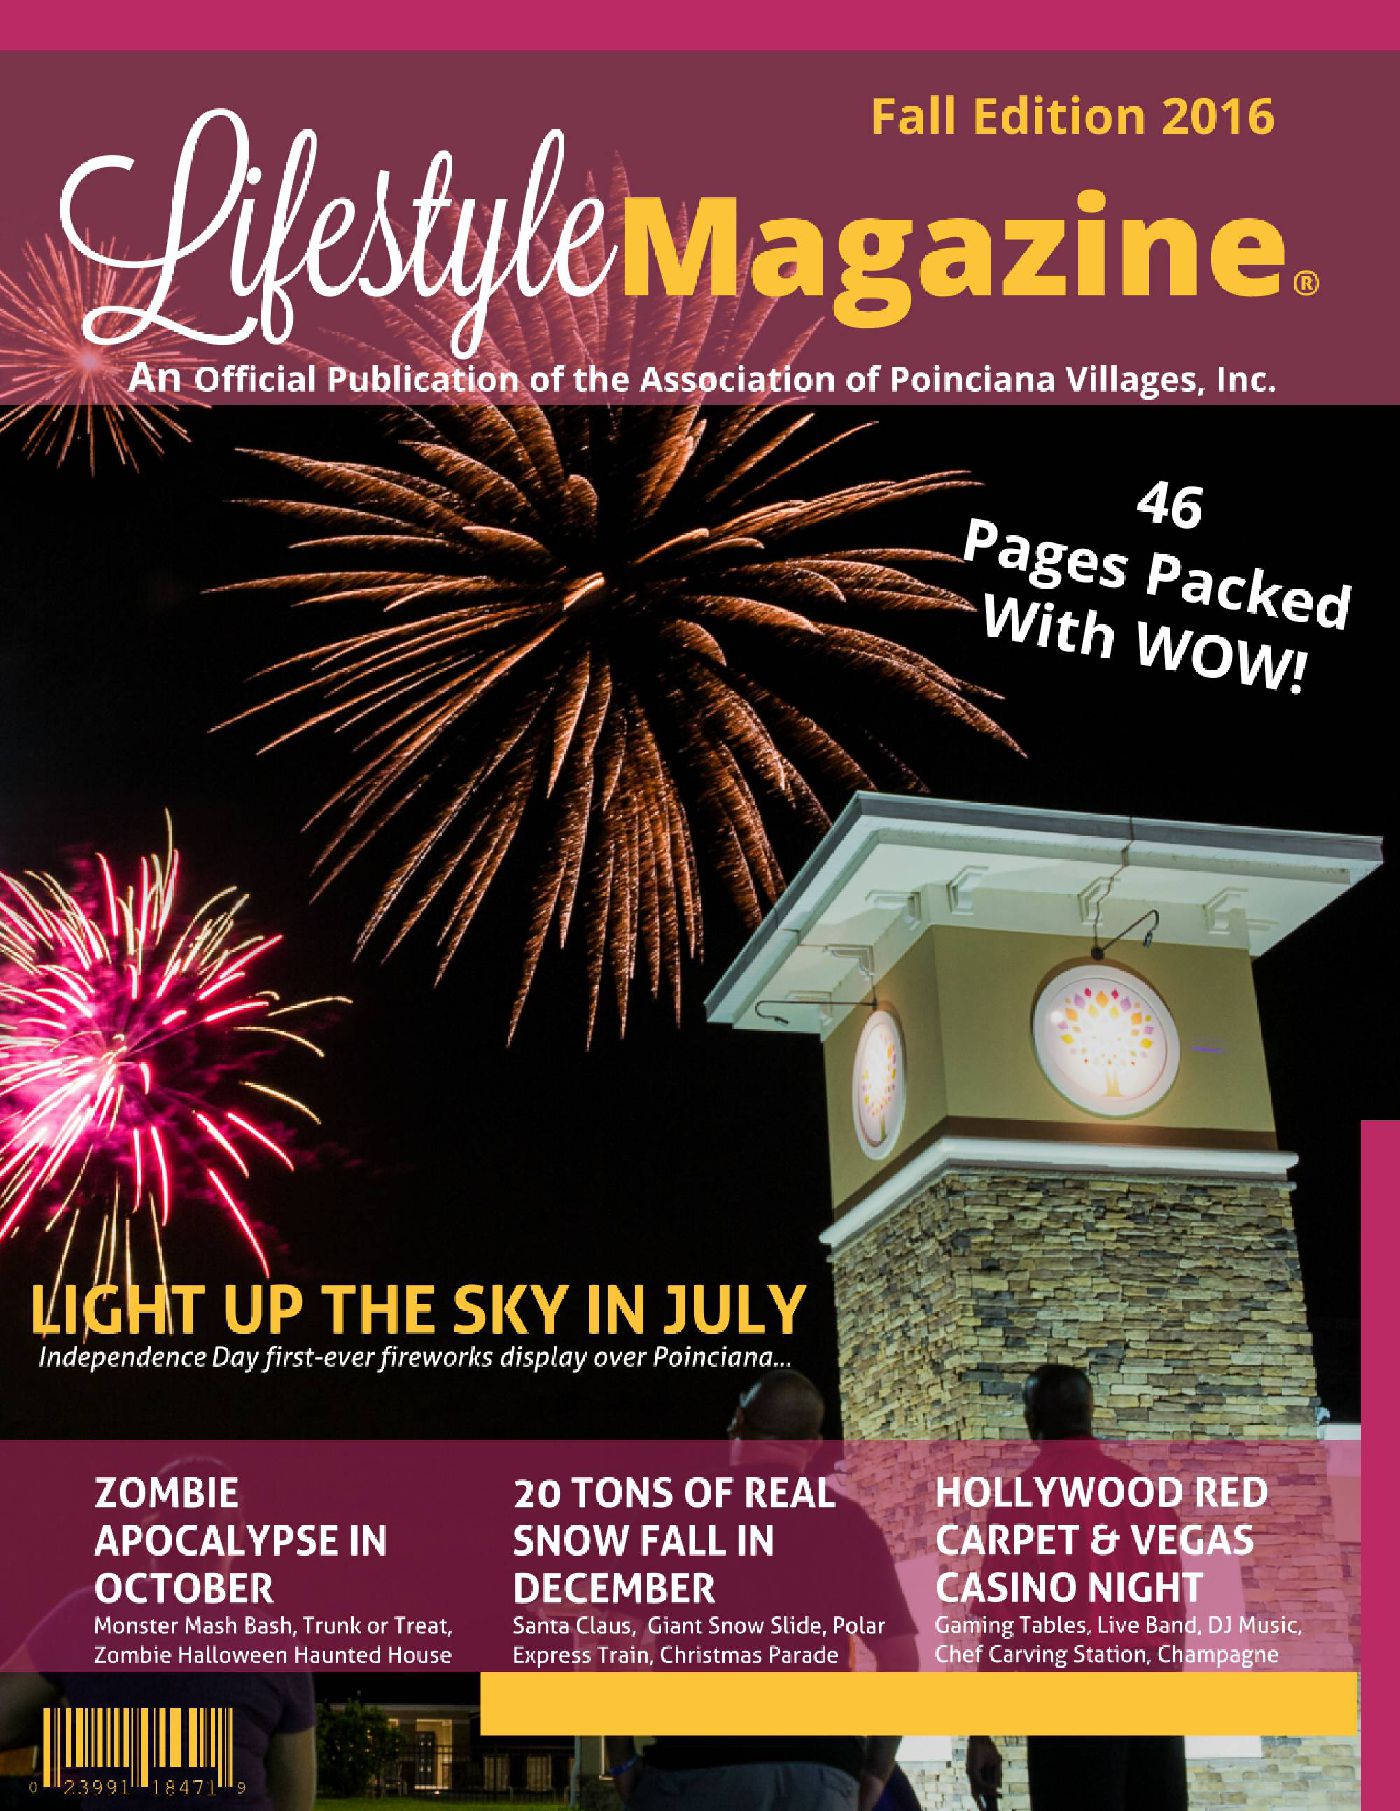 Fall Edition 2016
Lifestyle Magazine®
An Official Publication of the Association of Poinciana Villages, Inc.
46
Pages Packed
With WOW!
LIGHT UP THE SKY IN JULY
Independence Day first-ever fireworks display over Poinciana...
ZOMBIE
APOCALYPSE IN
OCTOBER
Monster Mash Bash, Trunk or Treat,
Zombie Halloween Haunted House
20 TONS OF REAL
SNOW FALL IN
DECEMBER
Santa Claus, Giant Snow Slide, Polar
Express Train, Christmas Parade
HOLLYWOOD RED
CARPET & VEGAS
CASINO NIGHT
Gaming Tables, Live Band, DJ Music,
Chef Carving Station, Champagne
0 23991 18471 9